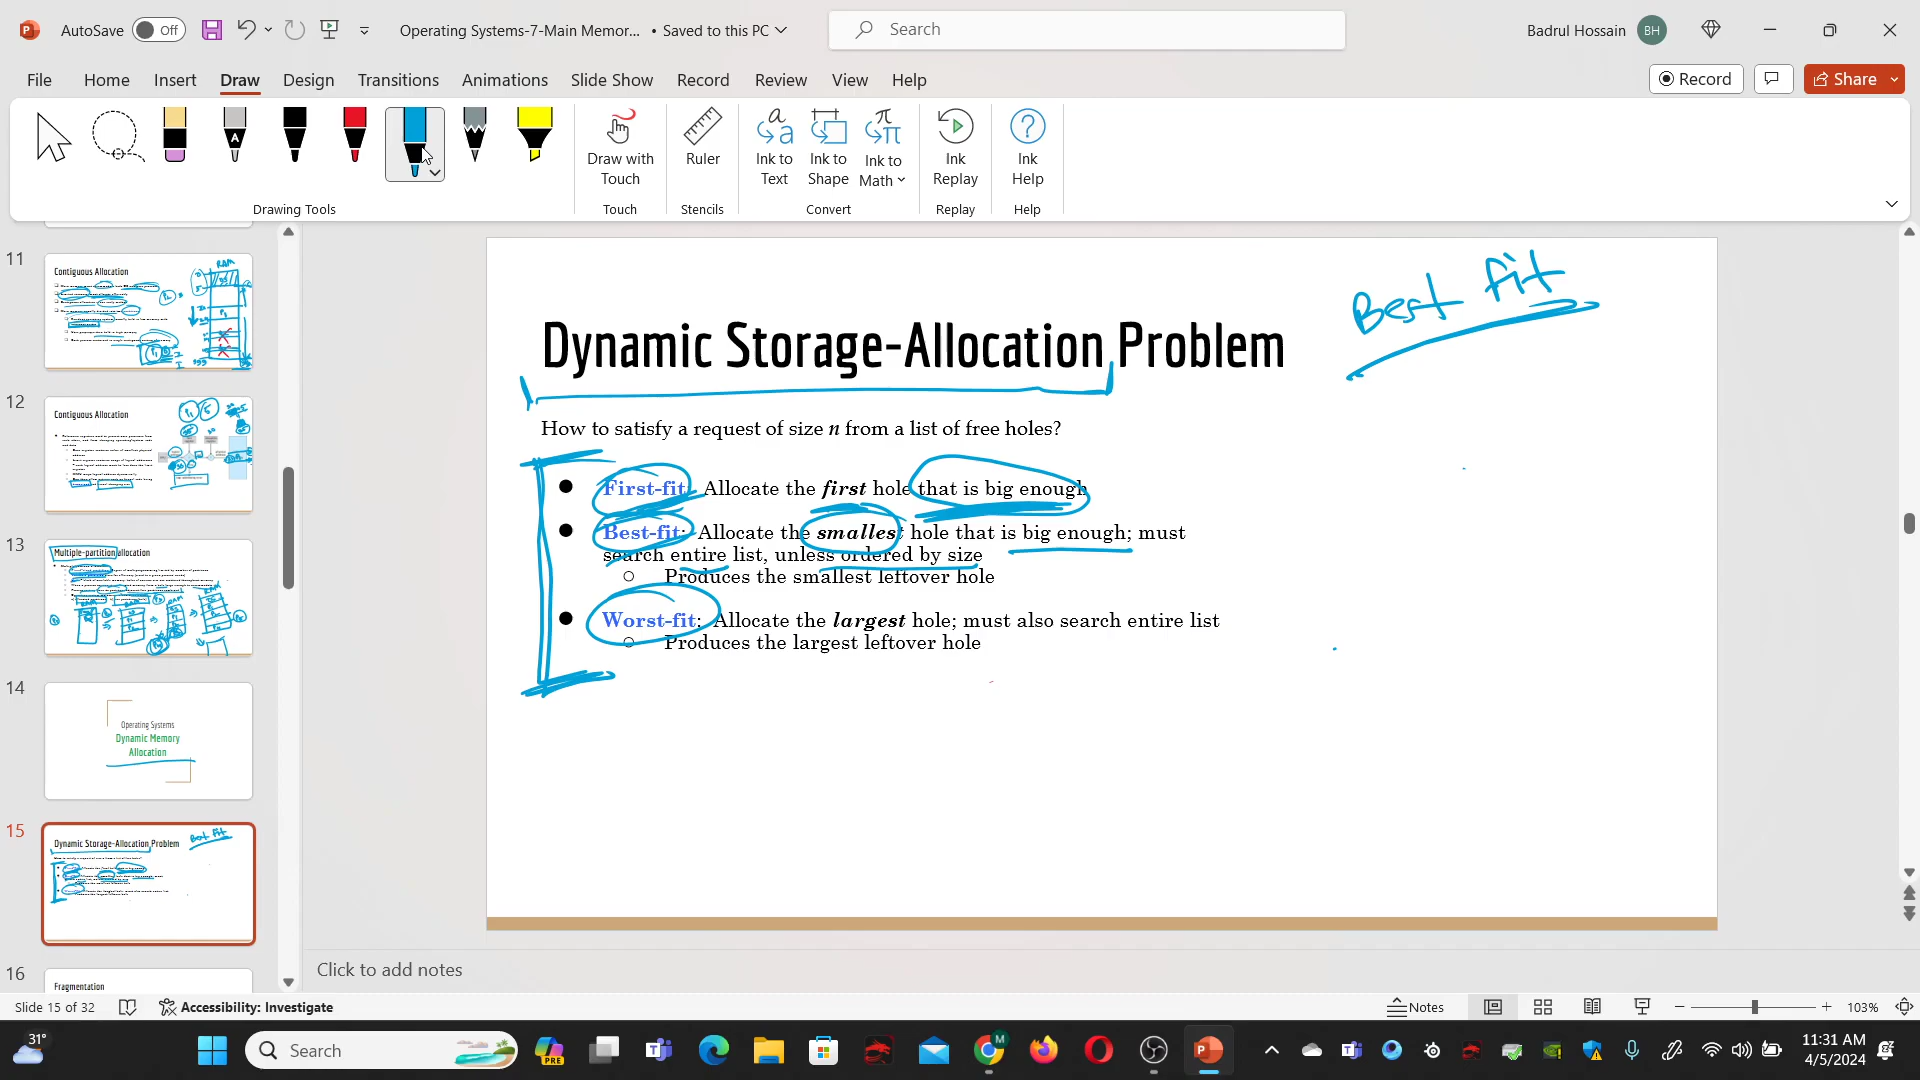 AutoSave Off Operating Systems-7-Main Memor... • Saved to this PC Search Badrul Hossain BH
File Home Insert Draw Design Transitions Animations Slide Show Record Review View Help Record Share
Draw with Touch
Ruler
Ink to Text
Ink to Shape
Ink to Math
Ink Replay
Ink Help
Drawing Tools Touch Stencils Convert Replay Help
11
Contiguous Allocation
RAM
12
Contiguous Allocation
13
Multiple-partition allocation
14
Operating Systems
Dynamic Memory
Allocation
15
Dynamic Storage-Allocation Problem
Best fit
16
Fragmentation
Best fit
Dynamic Storage-Allocation Problem
How to satisfy a request of size n from a list of free holes?
● First-fit: Allocate the first hole that is big enough
● Best-fit: Allocate the smallest hole that is big enough; must
search entire list, unless ordered by size
○ Produces the smallest leftover hole
● Worst-fit: Allocate the largest hole; must also search entire list
○ Produces the largest leftover hole
Click to add notes
Slide 15 of 32 Accessibility: Investigate Notes 103%
31° Search PRE 11:31 AM
4/5/2024